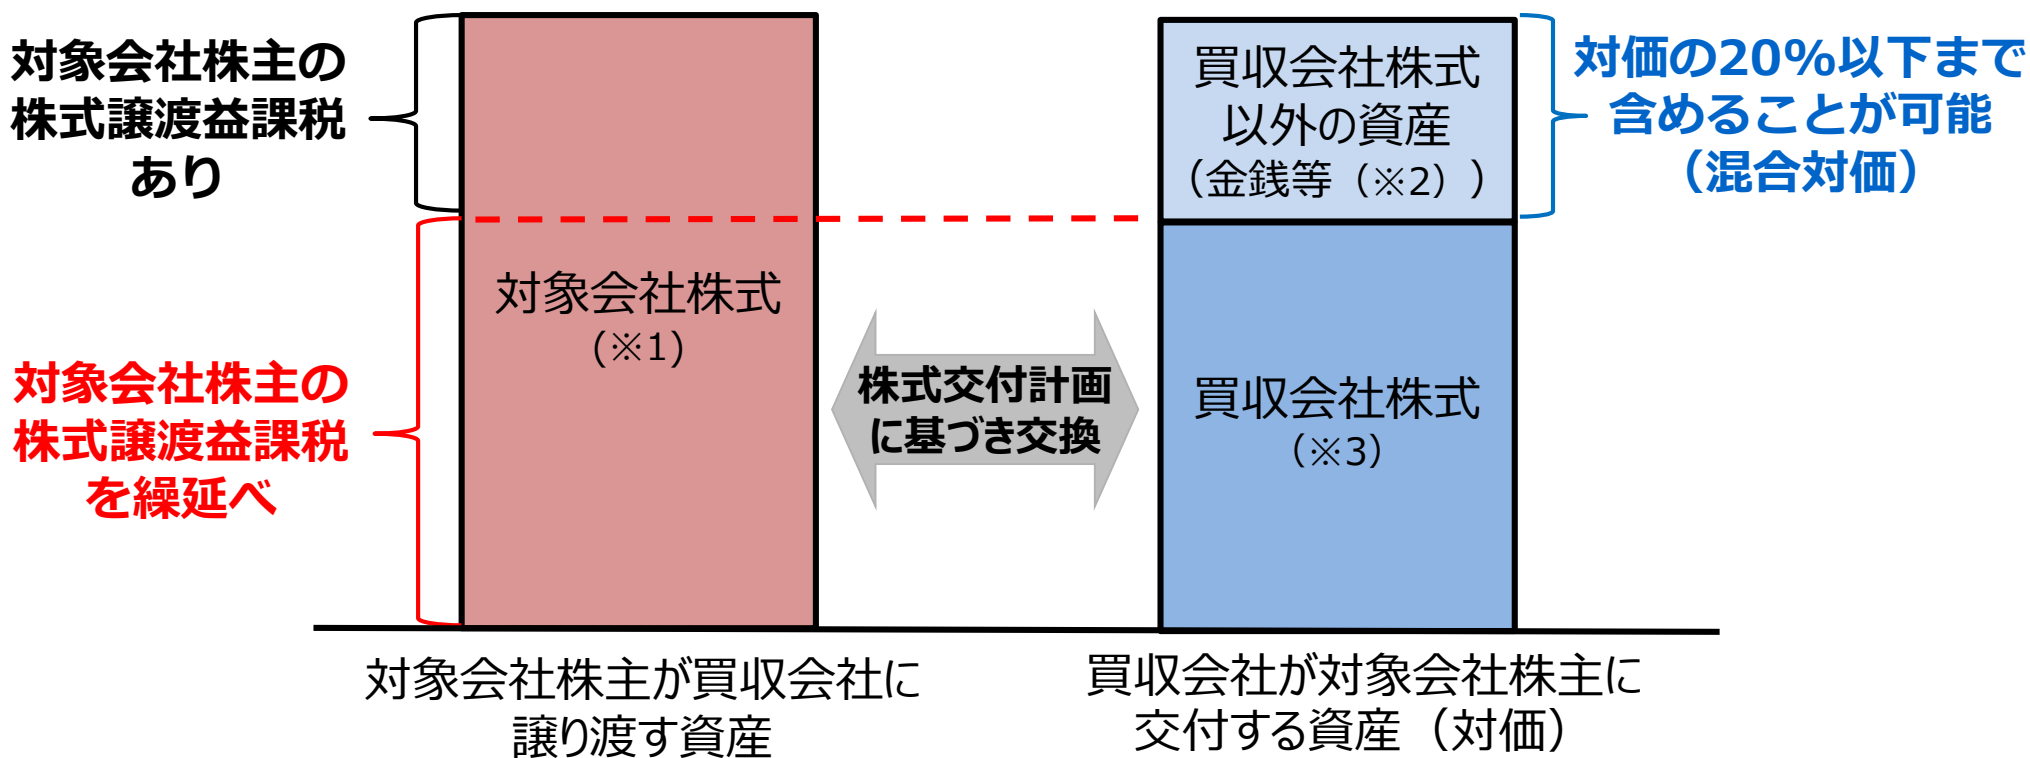 対象会社株主の
株式譲渡益課税
あり
対象会社株主の
株式譲渡益課税
を繰延べ
対象会社株式
(※1)
株式交付計画
に基づき交換
買収会社株式
以外の資産
（金銭等（※2））
買収会社株式
（※3）
対価の20%以下まで
含めることが可能
（混合対価）
対象会社株主が買収会社に
譲り渡す資産
買収会社が対象会社株主に
交付する資産（対価）